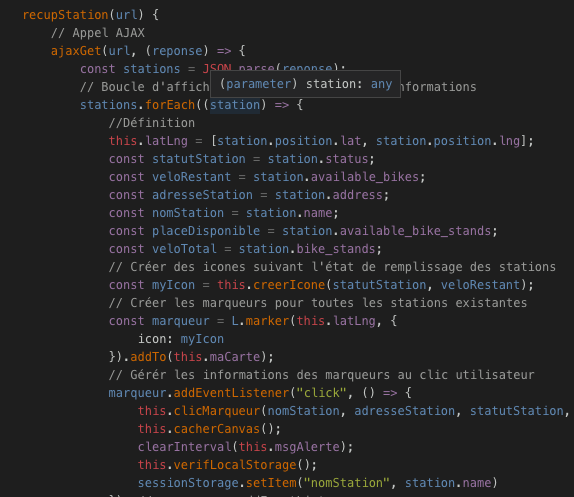 recupStation(url) {
// Appel AJAX
ajaxGet(url, (reponse) => {
const stations = JSON.parse(reponse);
(parameter) station: any
// Boucle d'affich nformations
stations.forEach((station) => {
//Définition
this.latLng = [station.position.lat, station.position.lng];
const statutStation = station.status;
const veloRestant = station.available_bikes;
const adresseStation = station.address;
const nomStation = station.name;
const placeDisponible = station.available_bike_stands;
const veloTotal = station.bike_stands;
// Créer des icones suivant l'état de remplissage des stations
const myIcon = this.creerIcone(statutStation, veloRestant);
// Créer les marqueurs pour toutes les stations existantes
const marqueur = L.marker(this.latLng, {
icon: myIcon
}).addTo(this.maCarte);
// Gérér les informations des marqueurs au clic utilisateur
marqueur.addEventListener("click", () => {
this.clicMarqueur(nomStation, adresseStation, statutStation,
this.cacherCanvas();
clearInterval(this.msgAlerte);
this.verifLocalStorage();
sessionStorage.setItem("nomStation", station.name)